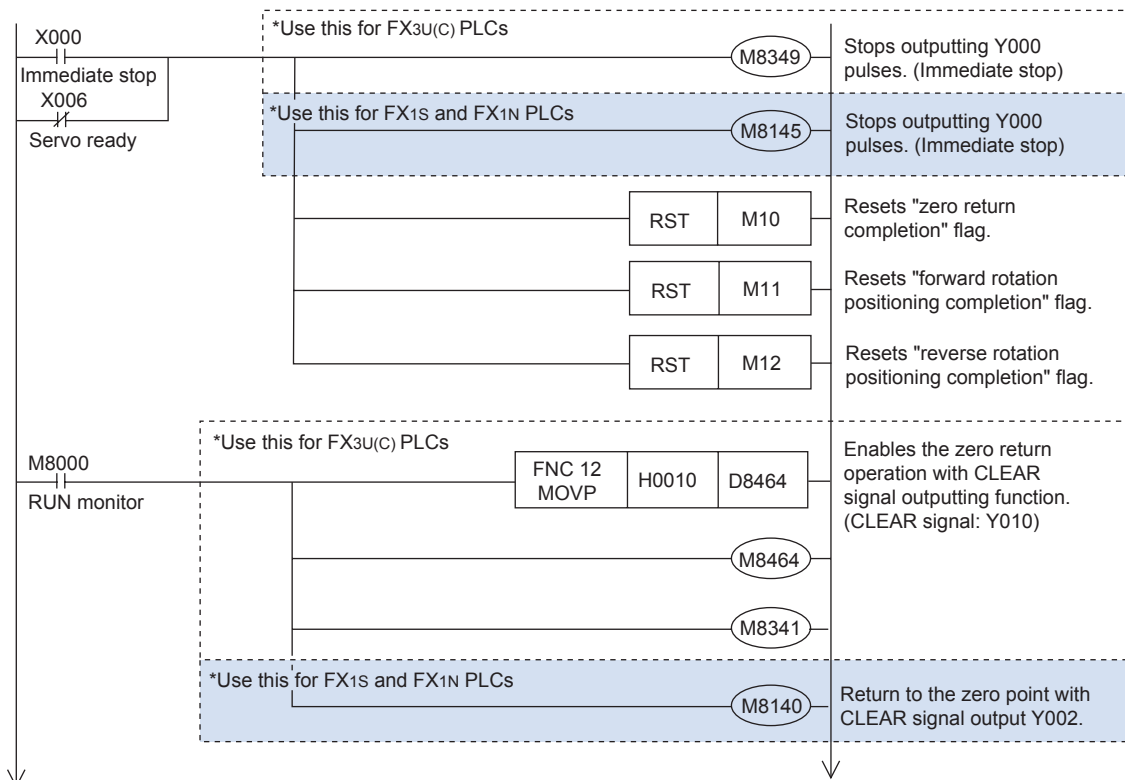 *Use this for FX3U(C) PLCs
X000
Immediate stop
M8349
Stops outputting Y000
pulses. (Immediate stop)
X006
Servo ready
*Use this for FX1S and FX1N PLCs
M8145
Stops outputting Y000
pulses. (Immediate stop)
RST M10
Resets "zero return
completion" flag.
RST M11
Resets "forward rotation
positioning completion" flag.
RST M12
Resets "reverse rotation
positioning completion" flag.
*Use this for FX3U(C) PLCs
M8000
RUN monitor
FNC 12
MOVP
H0010
D8464
Enables the zero return
operation with CLEAR
signal outputting function.
(CLEAR signal: Y010)
M8464
M8341
*Use this for FX1S and FX1N PLCs
M8140
Return to the zero point with
CLEAR signal output Y002.